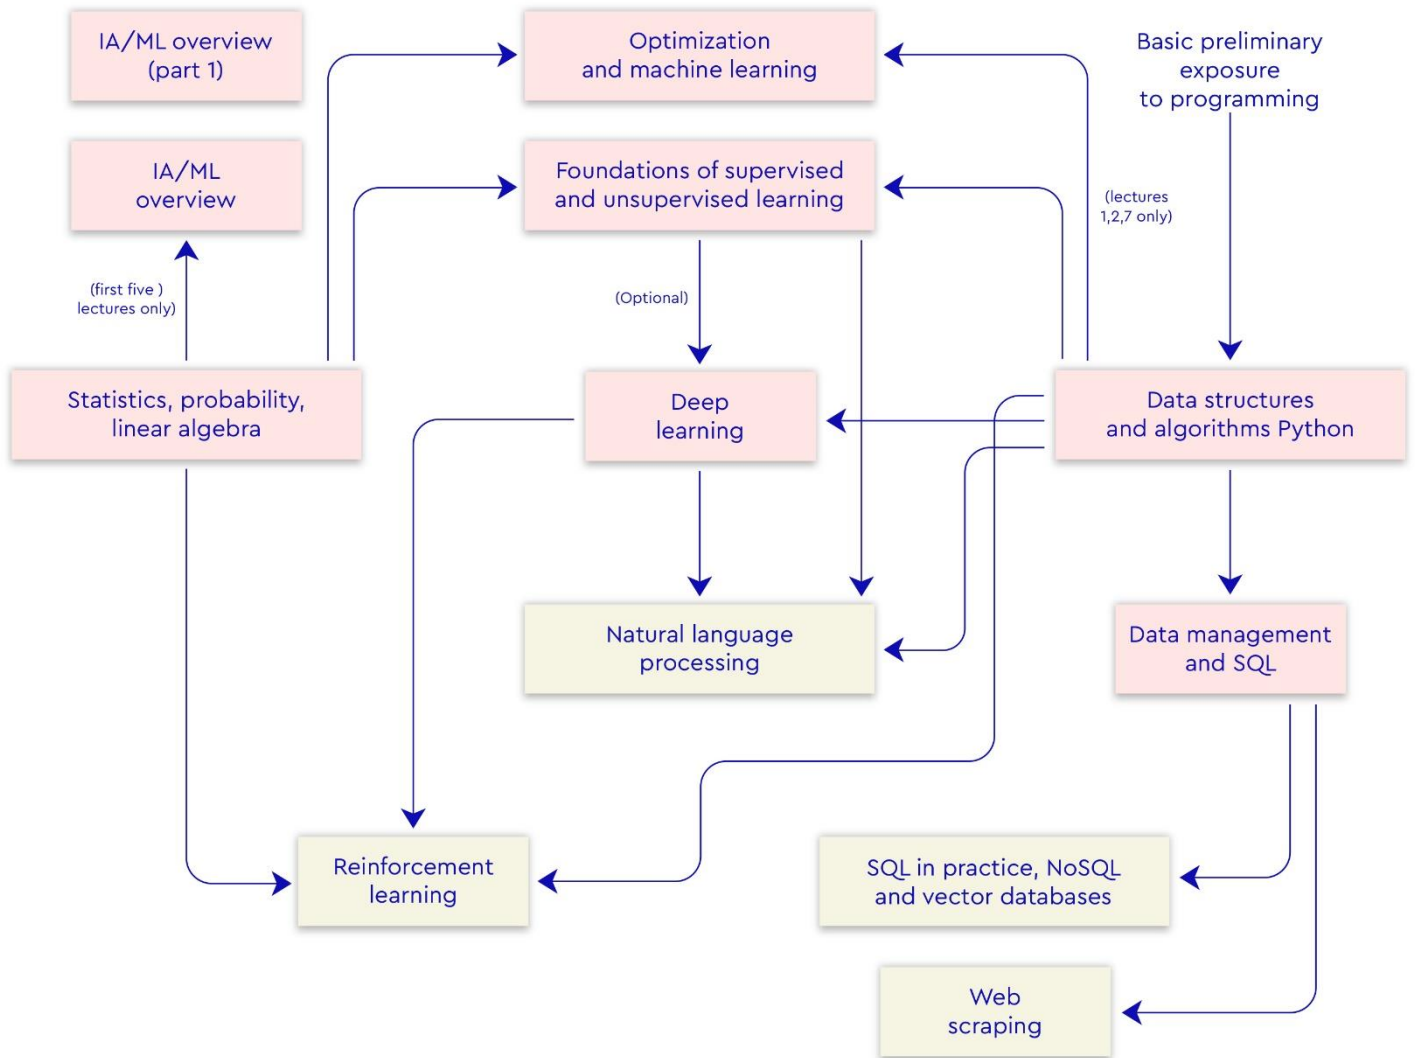 IA/ML overview
(part 1)
Optimization
and machine learning
Basic preliminary
exposure
to programming
IA/ML
overview
Foundations of supervised
and unsupervised learning
(lectures
1,2,7 only)
(first five )
lectures only)
(Optional)
Statistics, probability,
linear algebra
Deep
learning
Data structures
and algorithms Python
Natural language
processing
Data management
and SQL
Reinforcement
learning
SQL in practice, NoSQL
and vector databases
Web
scraping